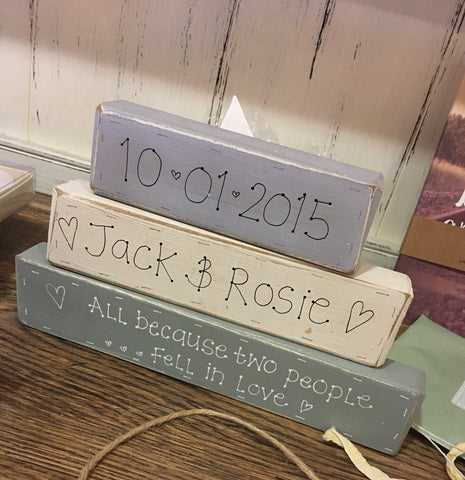 10 ♡ 01 ♡ 2015
♡ Jack & Rosie ♡
All because two people
♡ ♡ ♡ fell in love ♡